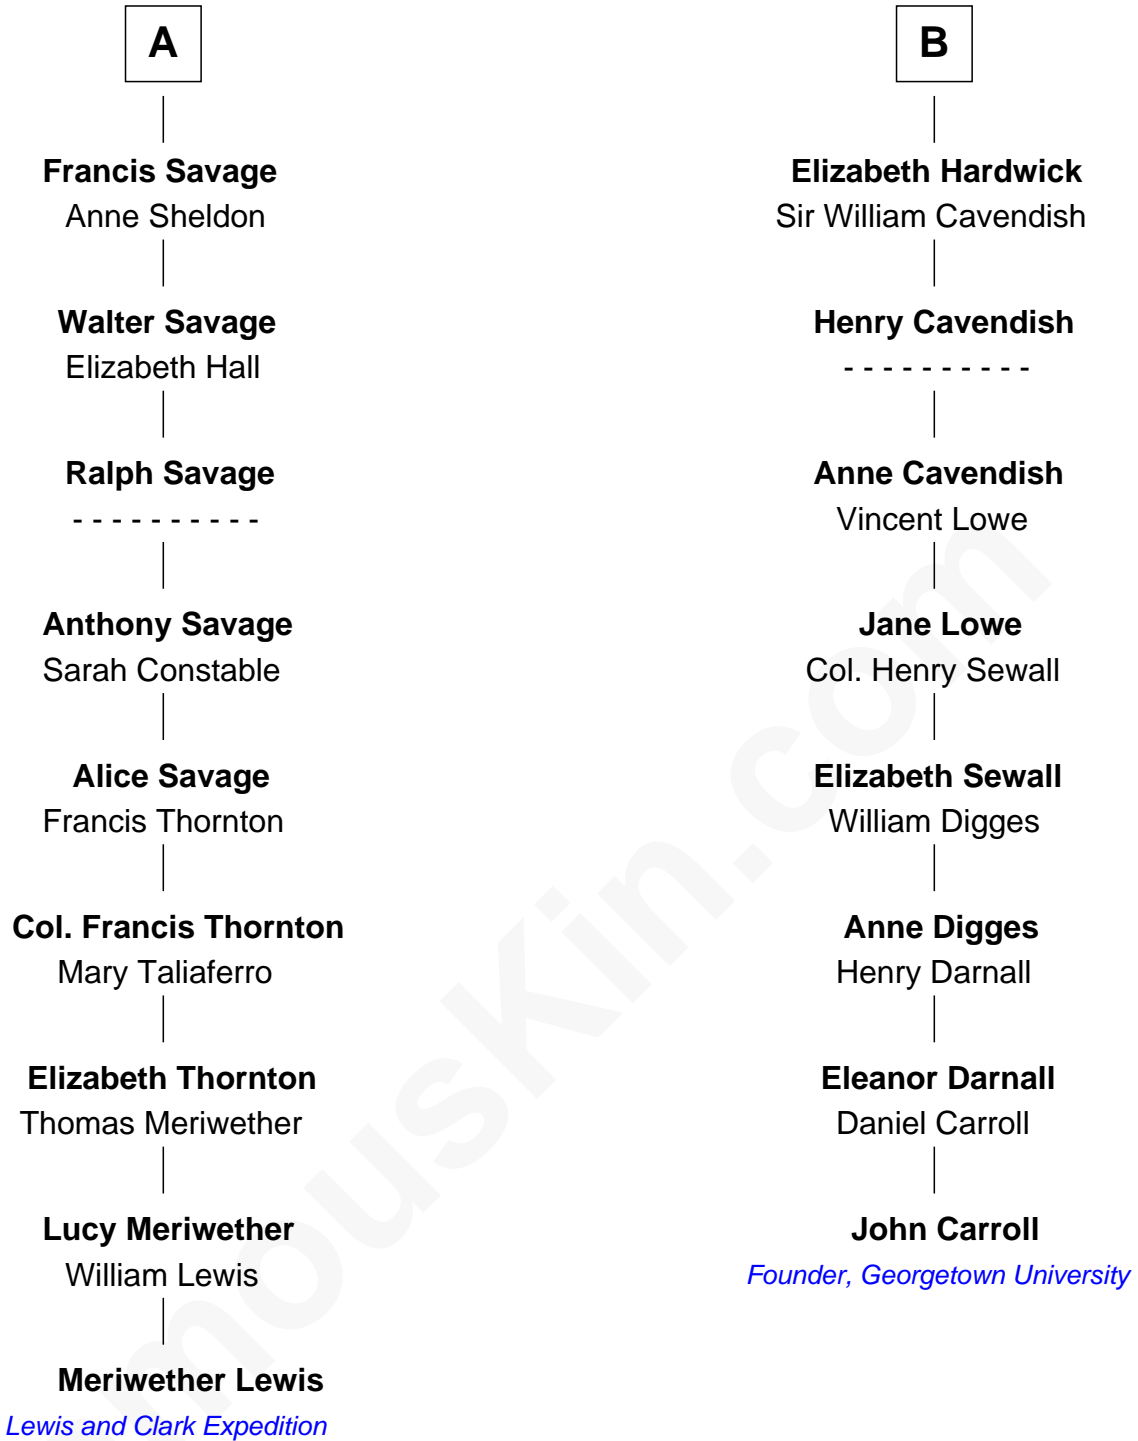 A
Francis Savage
Anne Sheldon
Walter Savage
Elizabeth Hall
Ralph Savage
- - - - - - - - - -
Anthony Savage
Sarah Constable
Alice Savage
Francis Thornton
Col. Francis Thornton
Mary Taliaferro
Elizabeth Thornton
Thomas Meriwether
Lucy Meriwether
William Lewis
Meriwether Lewis
Lewis and Clark Expedition
B
Elizabeth Hardwick
Sir William Cavendish
Henry Cavendish
- - - - - - - - - -
Anne Cavendish
Vincent Lowe
Jane Lowe
Col. Henry Sewall
Elizabeth Sewall
William Digges
Anne Digges
Henry Darnall
Eleanor Darnall
Daniel Carroll
John Carroll
Founder, Georgetown University
mousKin.com